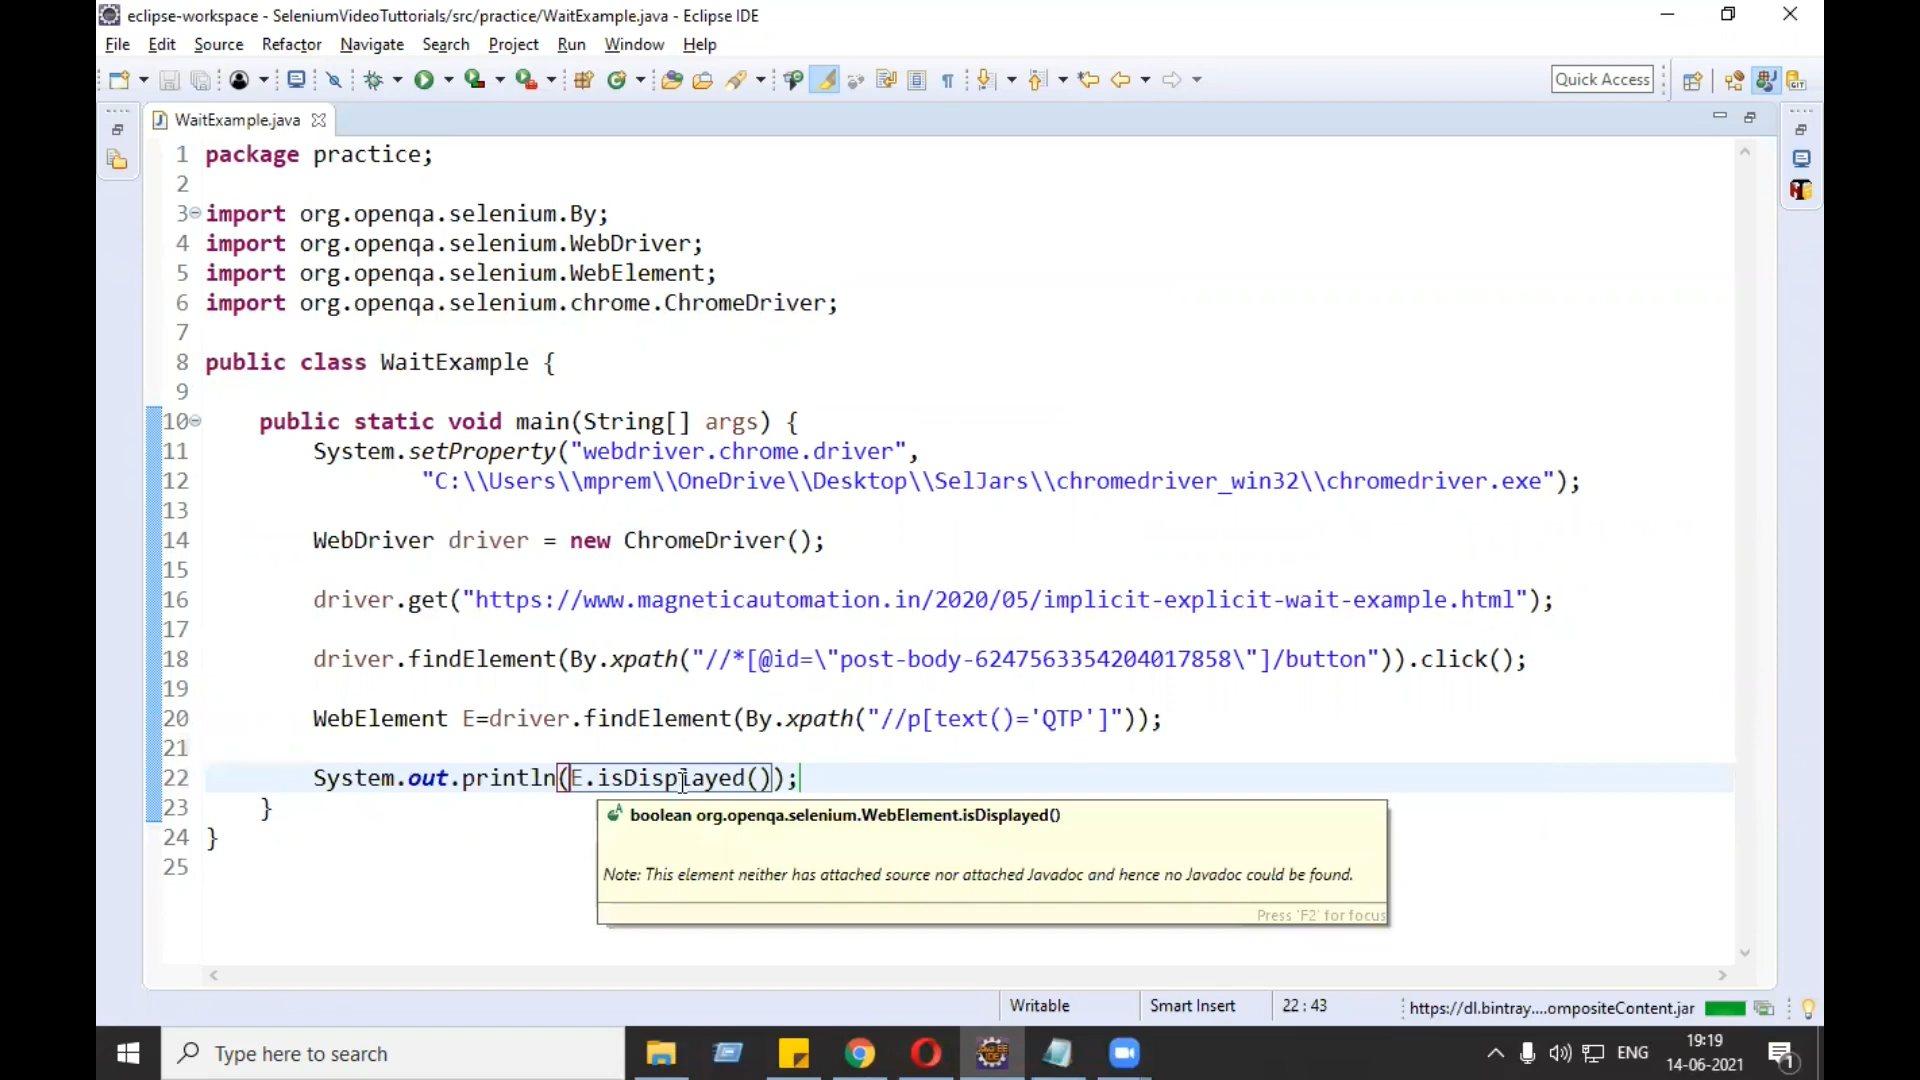 eclipse-workspace - SeleniumVideoTuttorials/src/practice/WaitExample.java - Eclipse IDE
File Edit Source Refactor Navigate Search Project Run Window Help
Quick Access
WaitExample.java
1 package practice;
2
3 import org.openqa.selenium.By;
4 import org.openqa.selenium.WebDriver;
5 import org.openqa.selenium.WebElement;
6 import org.openqa.selenium.chrome.ChromeDriver;
7
8 public class WaitExample {
9
10 public static void main(String[] args) {
11 System.setProperty("webdriver.chrome.driver",
12 "C:\\Users\\mprem\\OneDrive\\Desktop\\SelJars\\chromedriver_win32\\chromedriver.exe");
13
14 WebDriver driver = new ChromeDriver();
15
16 driver.get("https://www.magneticautomation.in/2020/05/implicit-explicit-wait-example.html");
17
18 driver.findElement(By.xpath("//*[@id=\"post-body-6247563354204017858\"]/button")).click();
19
20 WebElement E=driver.findElement(By.xpath("//p[text()='QTP']"));
21
22 System.out.println(E.isDisplayed());
23 }
24 }
25
boolean org.openqa.selenium.WebElement.isDisplayed()
Note: This element neither has attached source nor attached Javadoc and hence no Javadoc could be found.
Press 'F2' for focus
Writable Smart Insert 22 : 43 https://dl.bintray....ompositeContent.jar
Type here to search
ENG
19:19
14-06-2021
1